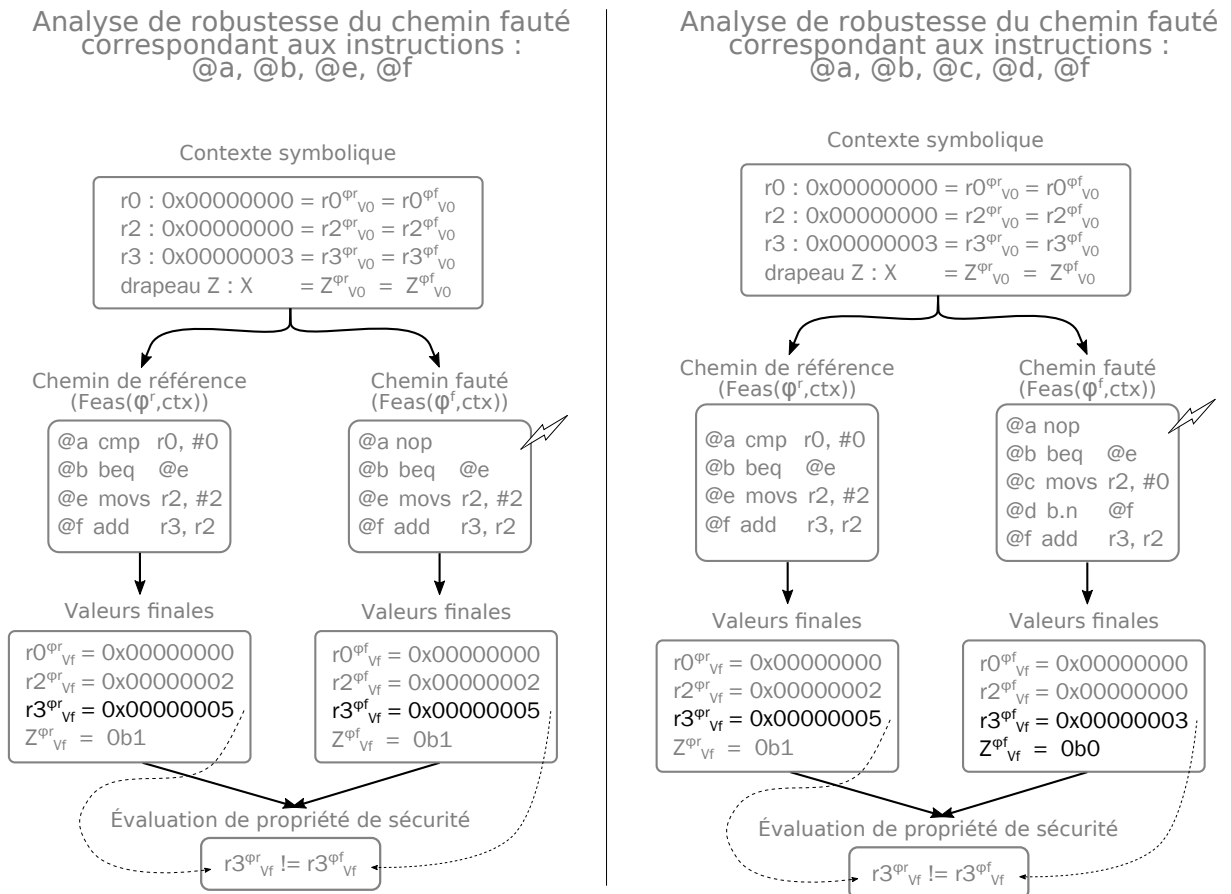 Analyse de robustesse du chemin fauté
correspondant aux instructions :
@a, @b, @e, @f
Contexte symbolique
r0 : 0x00000000 = r0^φr_V0 = r0^φf_V0
r2 : 0x00000000 = r2^φr_V0 = r2^φf_V0
r3 : 0x00000003 = r3^φr_V0 = r3^φf_V0
drapeau Z : X = Z^φr_V0 = Z^φf_V0
Chemin de référence
(Feas(φ^r,ctx))
@a cmp r0, #0
@b beq @e
@e movs r2, #2
@f add r3, r2
Chemin fauté
(Feas(φ^f,ctx))
@a nop
@b beq @e
@e movs r2, #2
@f add r3, r2
Valeurs finales
r0^φr_Vf = 0x00000000
r2^φr_Vf = 0x00000002
r3^φr_Vf = 0x00000005
Z^φr_Vf = 0b1
Valeurs finales
r0^φf_Vf = 0x00000000
r2^φf_Vf = 0x00000002
r3^φf_Vf = 0x00000005
Z^φf_Vf = 0b1
Évaluation de propriété de sécurité
r3^φr_Vf != r3^φf_Vf
Analyse de robustesse du chemin fauté
correspondant aux instructions :
@a, @b, @c, @d, @f
Contexte symbolique
r0 : 0x00000000 = r0^φr_V0 = r0^φf_V0
r2 : 0x00000000 = r2^φr_V0 = r2^φf_V0
r3 : 0x00000003 = r3^φr_V0 = r3^φf_V0
drapeau Z : X = Z^φr_V0 = Z^φf_V0
Chemin de référence
(Feas(φ^r,ctx))
@a cmp r0, #0
@b beq @e
@e movs r2, #2
@f add r3, r2
Chemin fauté
(Feas(φ^f,ctx))
@a nop
@b beq @e
@c movs r2, #0
@d b.n @f
@f add r3, r2
Valeurs finales
r0^φr_Vf = 0x00000000
r2^φr_Vf = 0x00000002
r3^φr_Vf = 0x00000005
Z^φr_Vf = 0b1
Valeurs finales
r0^φf_Vf = 0x00000000
r2^φf_Vf = 0x00000000
r3^φf_Vf = 0x00000003
Z^φf_Vf = 0b0
Évaluation de propriété de sécurité
r3^φr_Vf != r3^φf_Vf